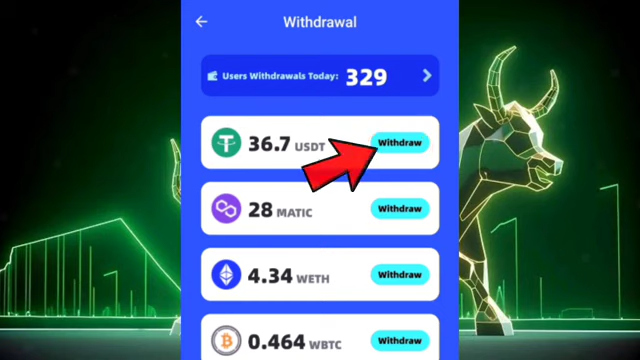 Withdrawal
Users Withdrawals Today: 329
36.7 USDT Withdraw
28 MATIC Withdraw
4.34 WETH Withdraw
0.464 WBTC Withdraw